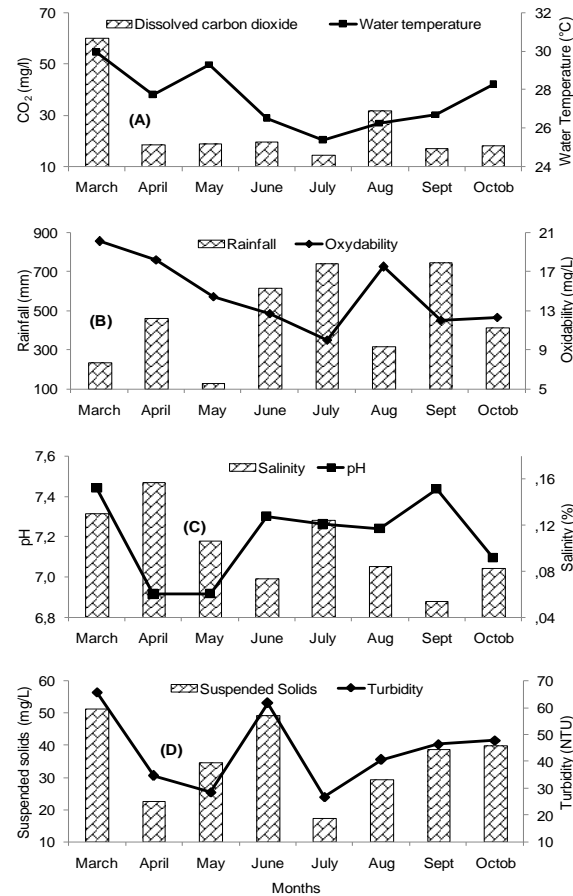 Dissolved carbon dioxide
Water temperature
CO₂ (mg/l)
70
50
30
10
Water Temperature (°C)
32
30
28
26
24
(A)
March April May June July Aug Sept Octob
Rainfall
Oxydability
Rainfall (mm)
900
700
500
300
100
Oxidability (mg/L)
21
17
13
9
5
(B)
March April May June July Aug Sept Octob
Salinity
pH
pH
7,6
7,4
7,2
7,0
6,8
Salinity (%)
,16
,12
,08
,04
(C)
March April May June July Aug Sept Octob
Suspended Solids
Turbidity
Suspended solids (mg/L)
60
50
40
30
20
10
Turbidity (NTU)
70
60
50
40
30
20
10
(D)
March April May June July Aug Sept Octob
Months